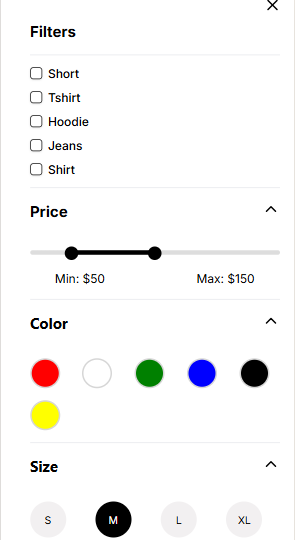 Filters
Short
Tshirt
Hoodie
Jeans
Shirt
Price
Min: $50 Max: $150
Color
Size
S M L XL